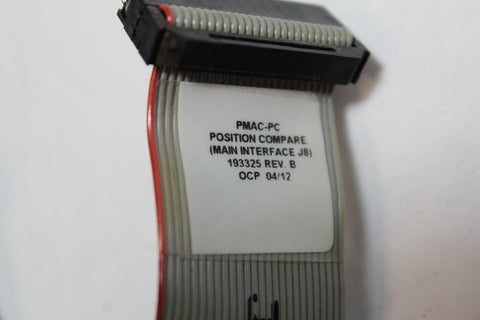 PMAC-PC
POSITION COMPARE
(MAIN INTERFACE J8)
193325 REV. B
OCP 04/12